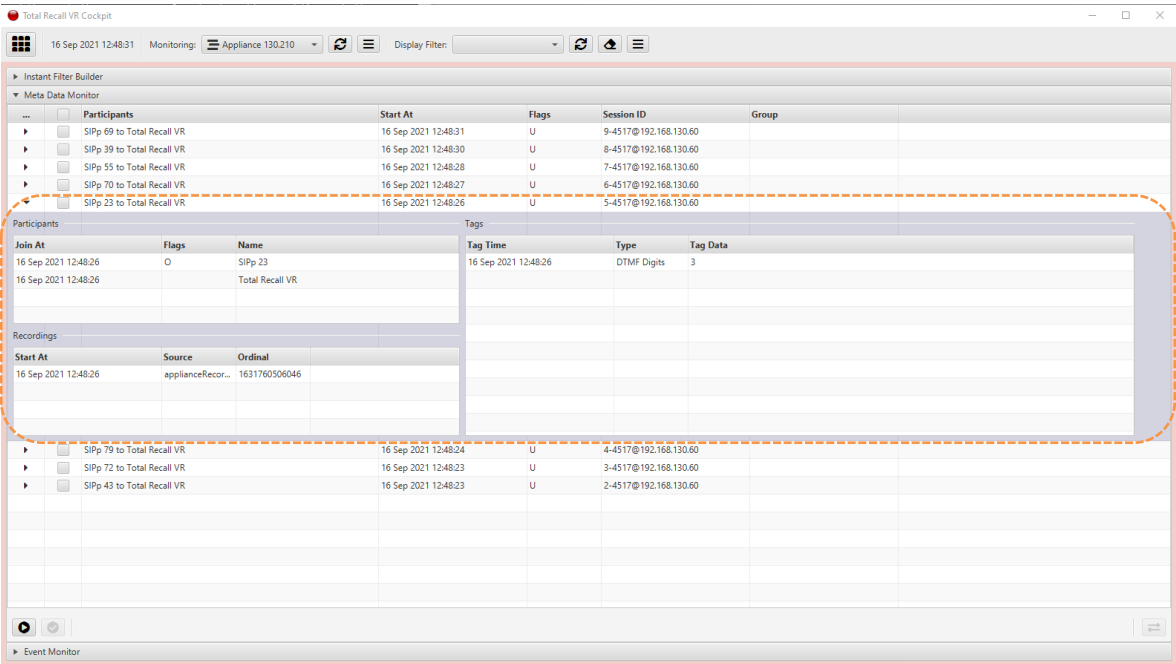 Total Recall VR Cockpit
16 Sep 2021 12:48:31 Monitoring: Appliance 130.210 Display Filter:
Instant Filter Builder
Meta Data Monitor
... Participants Start At Flags Session ID Group
SIPp 69 to Total Recall VR 16 Sep 2021 12:48:31 U 9-4517@192.168.130.60
SIPp 39 to Total Recall VR 16 Sep 2021 12:48:30 U 8-4517@192.168.130.60
SIPp 55 to Total Recall VR 16 Sep 2021 12:48:28 U 7-4517@192.168.130.60
SIPp 70 to Total Recall VR 16 Sep 2021 12:48:27 U 6-4517@192.168.130.60
SIPp 23 to Total Recall VR 16 Sep 2021 12:48:26 U 5-4517@192.168.130.60
Participants
Join At Flags Name
16 Sep 2021 12:48:26 O SIPp 23
16 Sep 2021 12:48:26 Total Recall VR
Recordings
Start At Source Ordinal
16 Sep 2021 12:48:26 applianceRecor... 1631760506046
Tags
Tag Time Type Tag Data
16 Sep 2021 12:48:26 DTMF Digits 3
SIPp 79 to Total Recall VR 16 Sep 2021 12:48:24 U 4-4517@192.168.130.60
SIPp 72 to Total Recall VR 16 Sep 2021 12:48:23 U 3-4517@192.168.130.60
SIPp 43 to Total Recall VR 16 Sep 2021 12:48:23 U 2-4517@192.168.130.60
Event Monitor